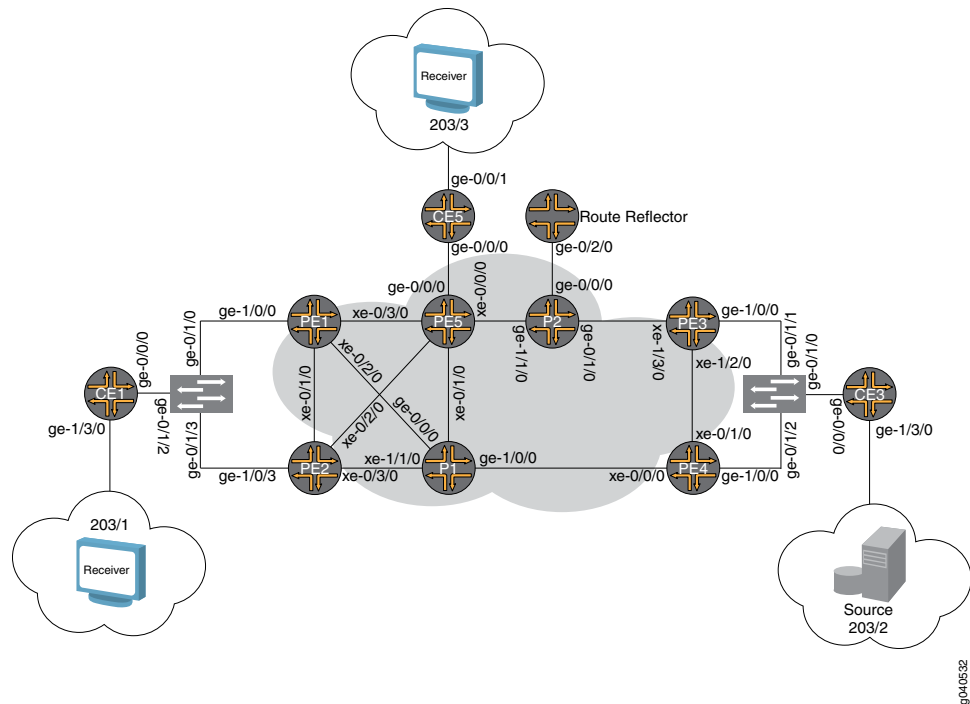 Receiver
203/3
ge-0/0/1
CE5
Route Reflector
ge-0/0/0
ge-0/2/0
ge-0/0/0
xe-0/0/0
ge-0/0/0
ge-0/1/0
ge-1/0/0
PE1
xe-0/3/0
PE5
P2
PE3
ge-1/0/0
ge-0/1/1
ge-1/1/0
ge-0/1/0
xe-1/3/0
xe-1/2/0
ge-0/1/0
ge-0/0/0
CE1
xe-0/2/0
xe-0/1/0
xe-0/1/0
CE3
ge-1/3/0
ge-0/1/2
ge-0/1/3
xe-0/2/0
ge-0/0/0
xe-0/1/0
ge-0/1/2
ge-0/0/0
ge-1/3/0
ge-1/0/3
PE2
xe-1/1/0
xe-0/3/0
P1
ge-1/0/0
xe-0/0/0
PE4
ge-1/0/0
203/1
Receiver
Source
203/2
g040532